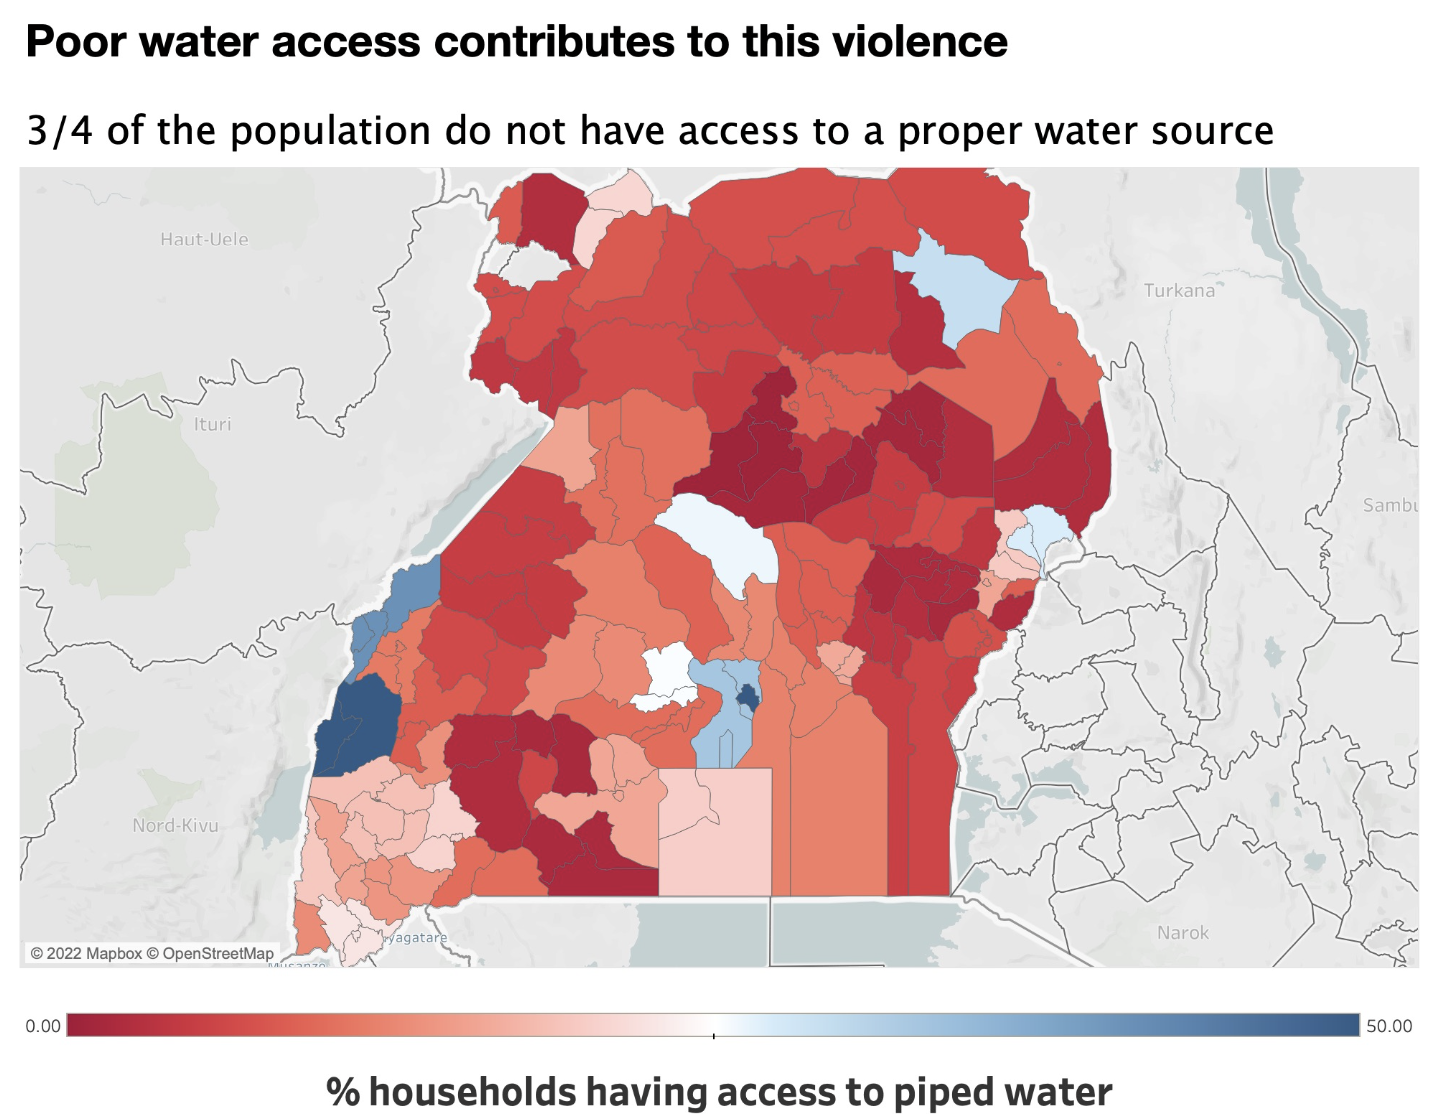 Poor water access contributes to this violence
3/4 of the population do not have access to a proper water source
Haut-Uele
Turkana
Ituri
Sambu
Nord-Kivu
yagatare
Narok
© 2022 Mapbox © OpenStreetMap
Musanze
0.00
50.00
% households having access to piped water